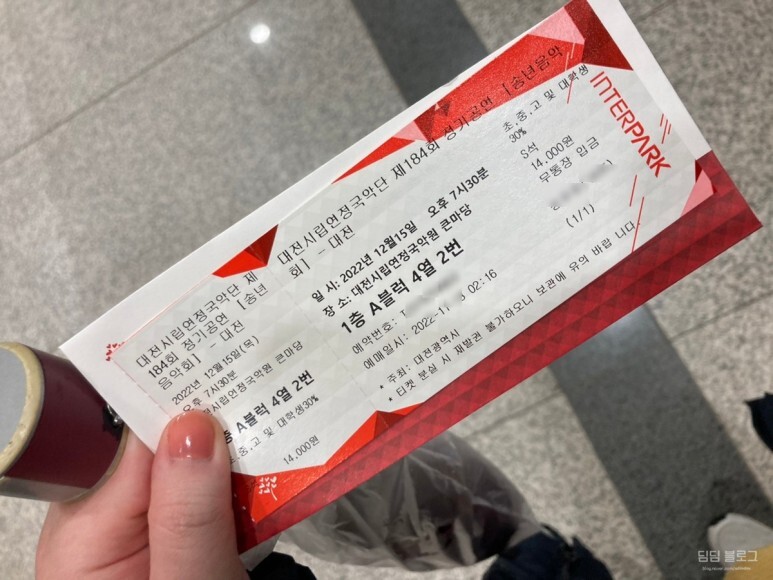 대전시립연정국악단 제184회 정기공연 [송년음악
회] - 대전
일 시: 2022년 12월15일 오후 7시30분
장 소: 대전시립연정국악원 큰마당
1층 A블럭 4열 2번
예약번호: T
예매일시: 2022-11- 02:16
* 주최: 대전광역시
* 티켓 분실 시 재발권 불가하오니 보관에 유의 바랍 니다.
초,중,고 및 대학생
30%
S석
14,000원
무통장 입금
(1/1)
INTERPARK
대전시립연정국악단 제
184회 정기공연 [송년
음악회] - 대전
2022년 12월15일(목)
오후 7시30분
시립연정국악원 큰마당
층 A블럭 4열 2번
초,중,고 및 대학생30%
14,000원
딤딤 블로그